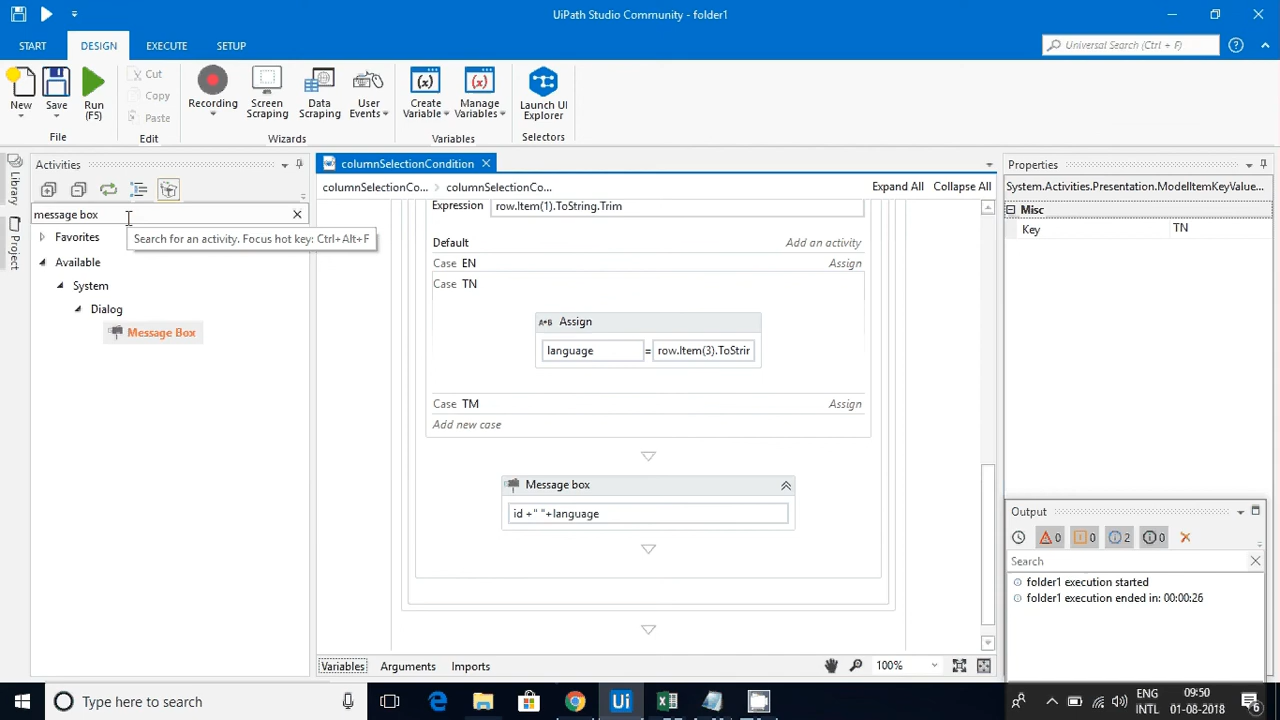 UiPath Studio Community - folder1
START DESIGN EXECUTE SETUP
Universal Search (Ctrl + F)
New Save Run (F5)
Cut
Copy
Paste
Recording Screen Scraping Data Scraping User Events
Create Variable Manage Variables
Launch UI Explorer
File Edit Wizards Variables Selectors
Library
Project
Activities
message box
Search for an activity. Focus hot key: Ctrl+Alt+F
Favorites
Available
System
Dialog
Message Box
columnSelectionCondition
columnSelectionCo... columnSelectionCo... Expand All Collapse All
Expression row.Item(1).ToString.Trim
Default Add an activity
Case EN Assign
Case TN
A+B Assign
language = row.Item(3).ToStrir
Case TM Assign
Add new case
Message box
id +" "+language
Variables Arguments Imports 100%
Properties
System.Activities.Presentation.ModelItemKeyValue...
Misc
Key TN
Output
0 0 2 0
Search
folder1 execution started
folder1 execution ended in: 00:00:26
Type here to search
Ui
ENG
INTL
09:50
01-08-2018
6